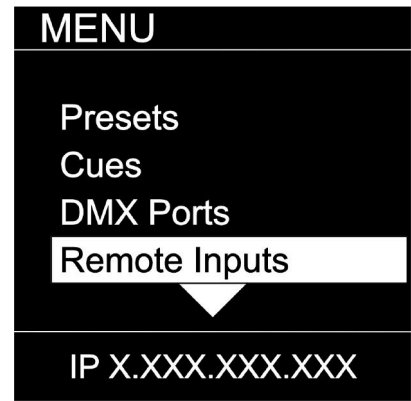 MENU
Presets
Cues
DMX Ports
Remote Inputs
IP X.XXX.XXX.XXX